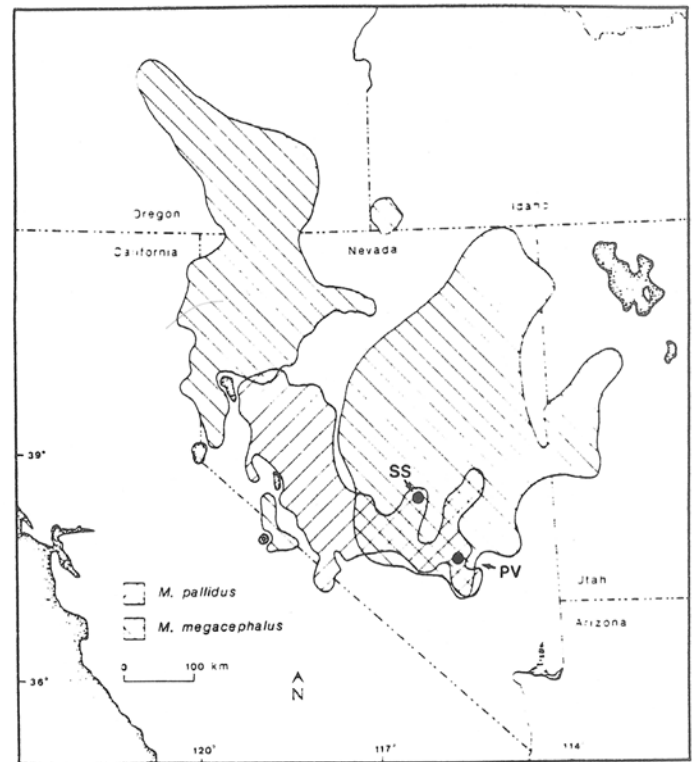 Oregon
Idaho
California
Nevada
39°
SS
PV
M. pallidus
Utah
M. megacephalus
Arizona
0 100 km
36°
N
120°
117°
114